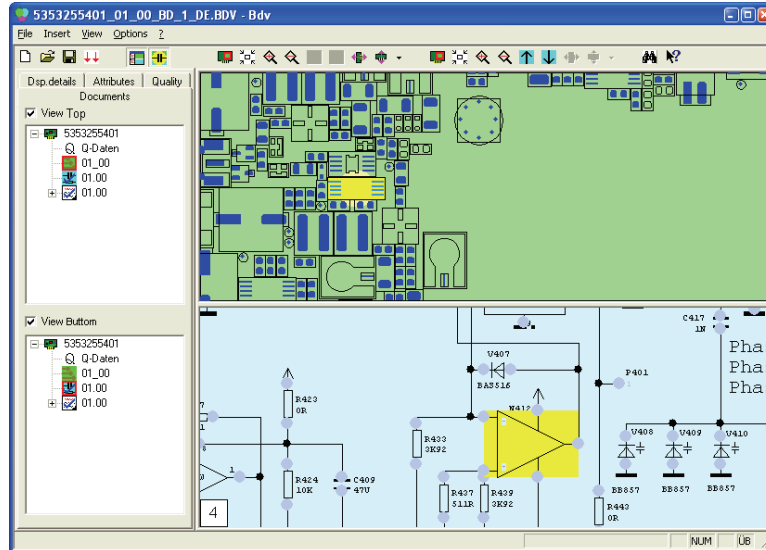 5353255401_01_00_BD_1_DE.BDV - Bdv
File Insert View Options ?
Dsp.details Attributes Quality
Documents
View Top
5353255401
Q-Daten
01_00
01.00
01.00
View Buttom
5353255401
Q-Daten
01_00
01.00
01.00
C417
1N
Pha
Pha
Pha
V407
BAS516
P401
1
N412
R423
0R
R433
3K92
V408
V409
V410
1
R424
10K
C409
47U
R437
511R
R439
3K92
BB857
BB857
BB857
R443
0R
4
NUM
ÜB